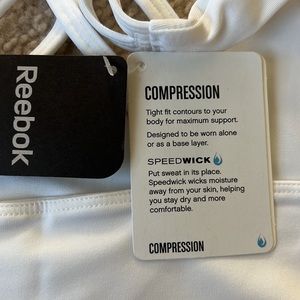 Reebok
COMPRESSION
Tight fit contours to your
body for maximum support.
Designed to be worn alone
or as a base layer.
SPEEDWICK
Put sweat in its place.
Speedwick wicks moisture
away from your skin, helping
you stay dry and more
comfortable.
COMPRESSION